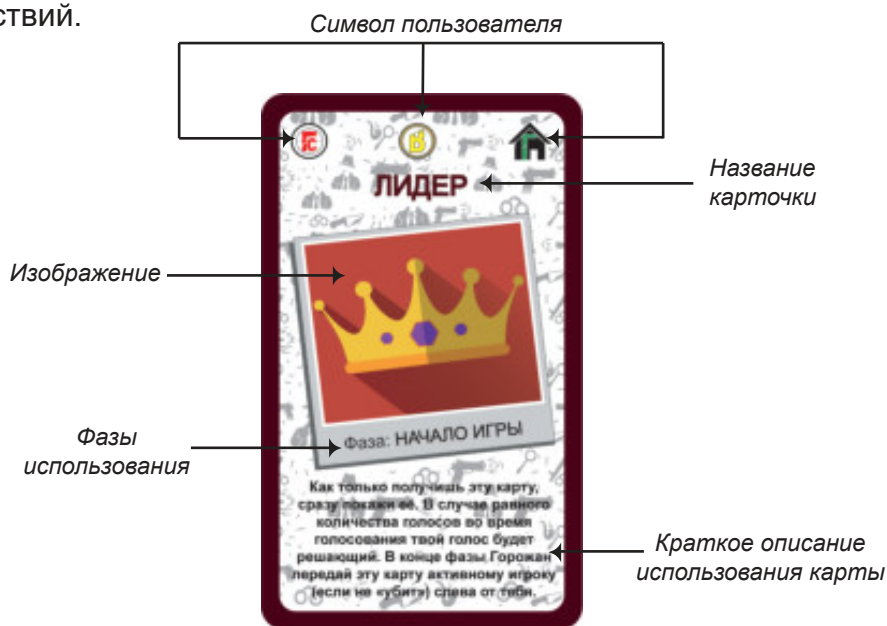 ствий.
Символ пользователя
ЛИДЕР
Название
карточки
Изображение
Фаза: НАЧАЛО ИГРЫ
Фазы
использования
Как только получишь эту карту,
сразу покажи её. В случае равного
количества голосов во время
голосования твой голос будет
решающий. В конце фазы Горожан
передай эту карту активному игроку
(если не «убит») слева от тебя.
Краткое описание
использования карты